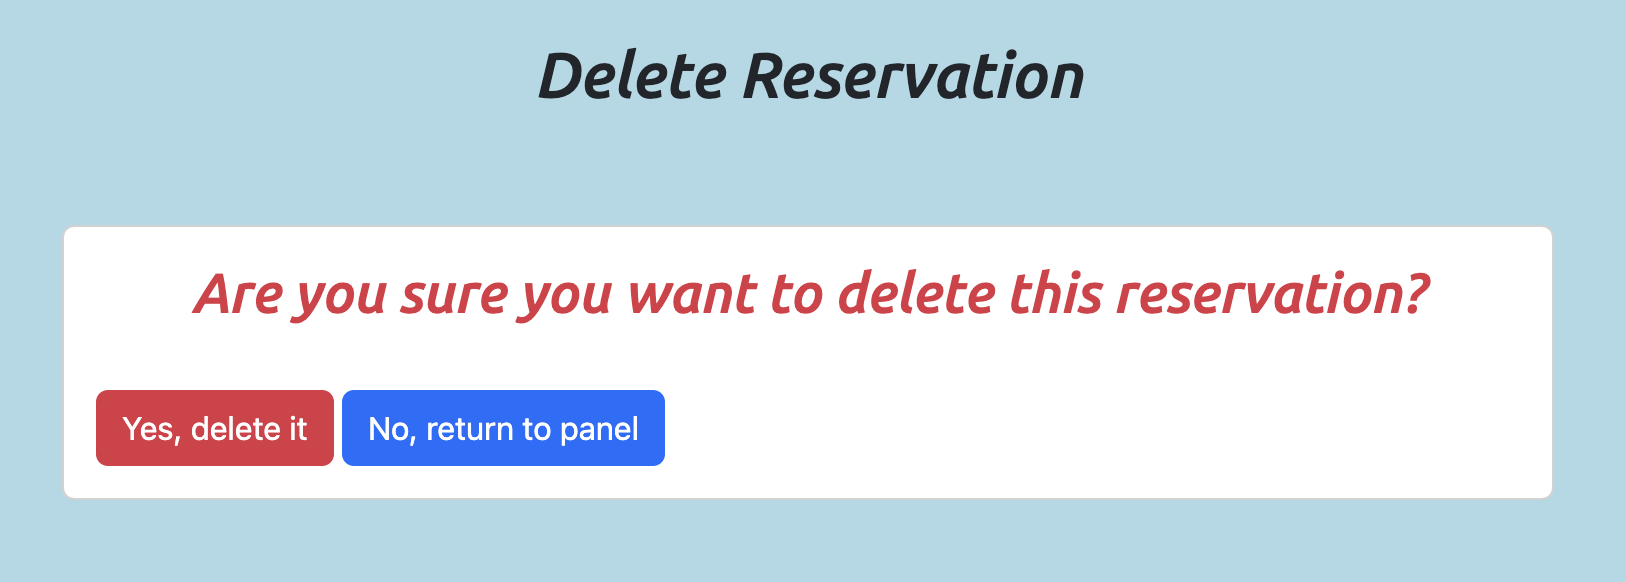 Delete Reservation
Are you sure you want to delete this reservation?
Yes, delete it
No, return to panel